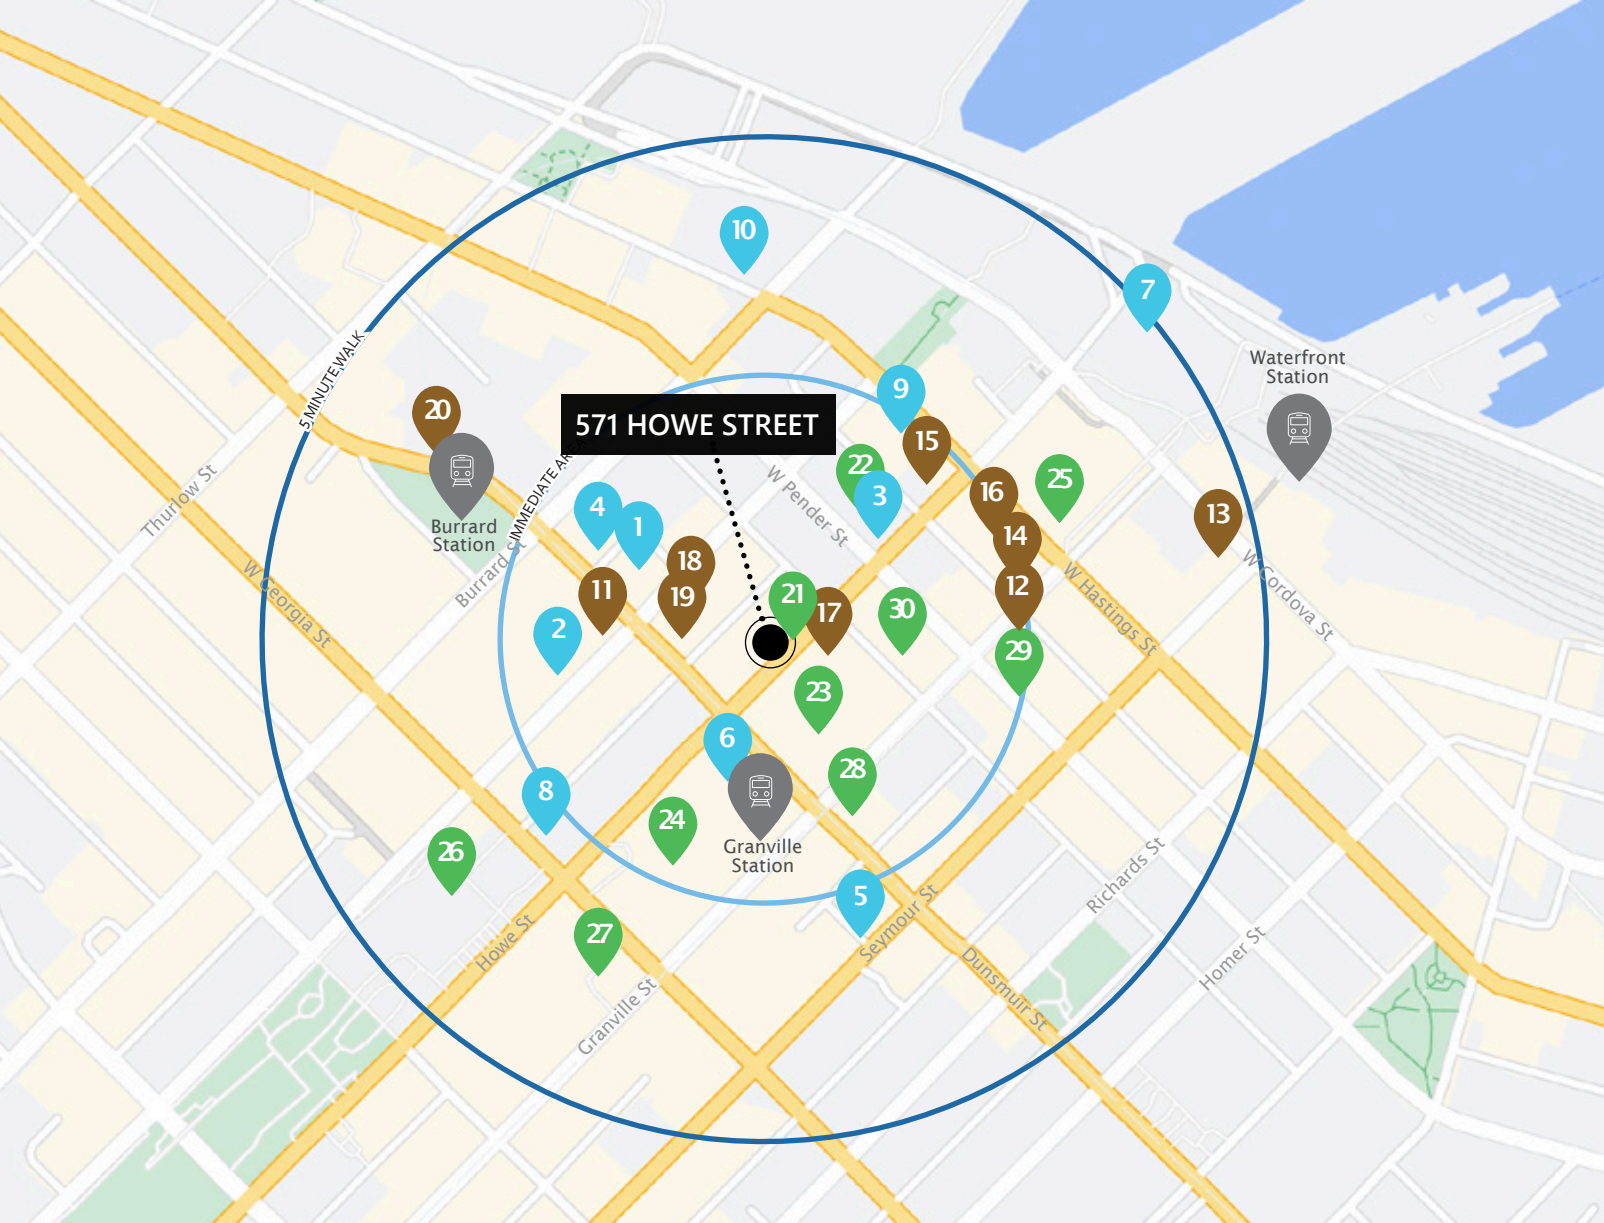 10
7
Waterfront
Station
5 MINUTE WALK
9
20
571 HOWE STREET
15
22
25
16
3
W Pender St
4
1
13
14
Thurlow St
Burrard
Station
IMMEDIATE AREA
Burrard St
18
12
11
19
21
17
30
W Georgia St
W Hastings St
W Cordova St
2
29
23
6
28
8
24
26
Granville
Station
Richards St
5
27
Howe St
Seymour St
Homer St
Dunsmuir St
Granville St